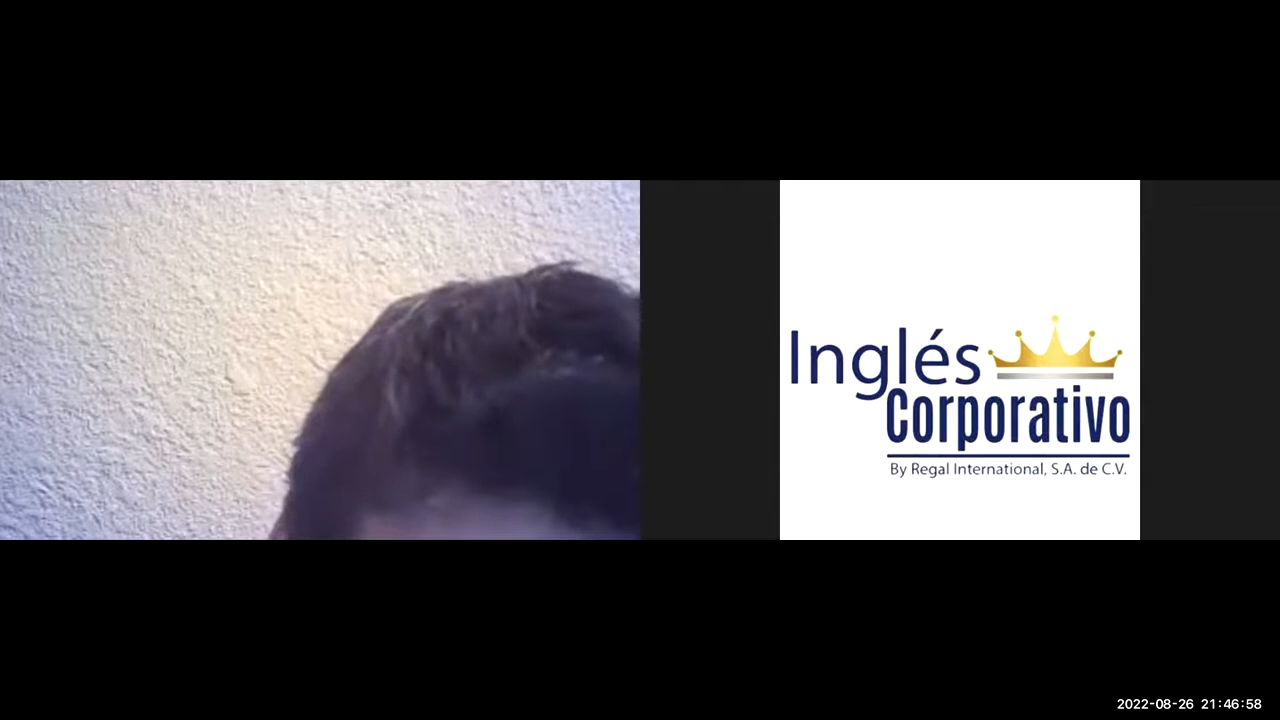 Inglés
Corporativo
By Regal International, S.A. de C.V.
2022-08-26 21:46:58